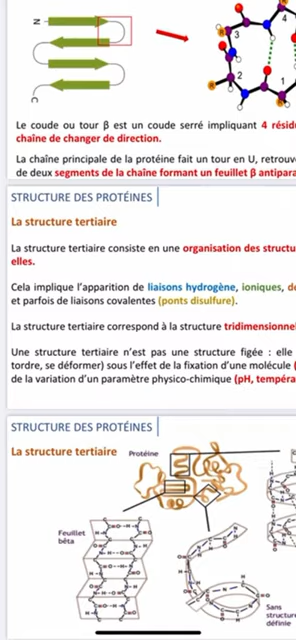 N
C
3
4
2
1
Le coude ou tour β est un coude serré impliquant 4 résid
chaîne de changer de direction.
La chaîne principale de la protéine fait un tour en U, retrouv
de deux segments de la chaîne formant un feuillet β antipara
STRUCTURE DES PROTÉINES
La structure tertiaire
La structure tertiaire consiste en une organisation des structu
elles.
Cela implique l'apparition de liaisons hydrogène, ioniques, d
et parfois de liaisons covalentes (ponts disulfure).
La structure tertiaire correspond à la structure tridimensionnel
Une structure tertiaire n'est pas une structure figée : elle
tordre, se déformer) sous l'effet de la fixation d'une molécule (
de la variation d'un paramètre physico-chimique (pH, tempéra
STRUCTURE DES PROTÉINES
La structure tertiaire
Protéine
Feuillet
bêta
Sans
structur
définie